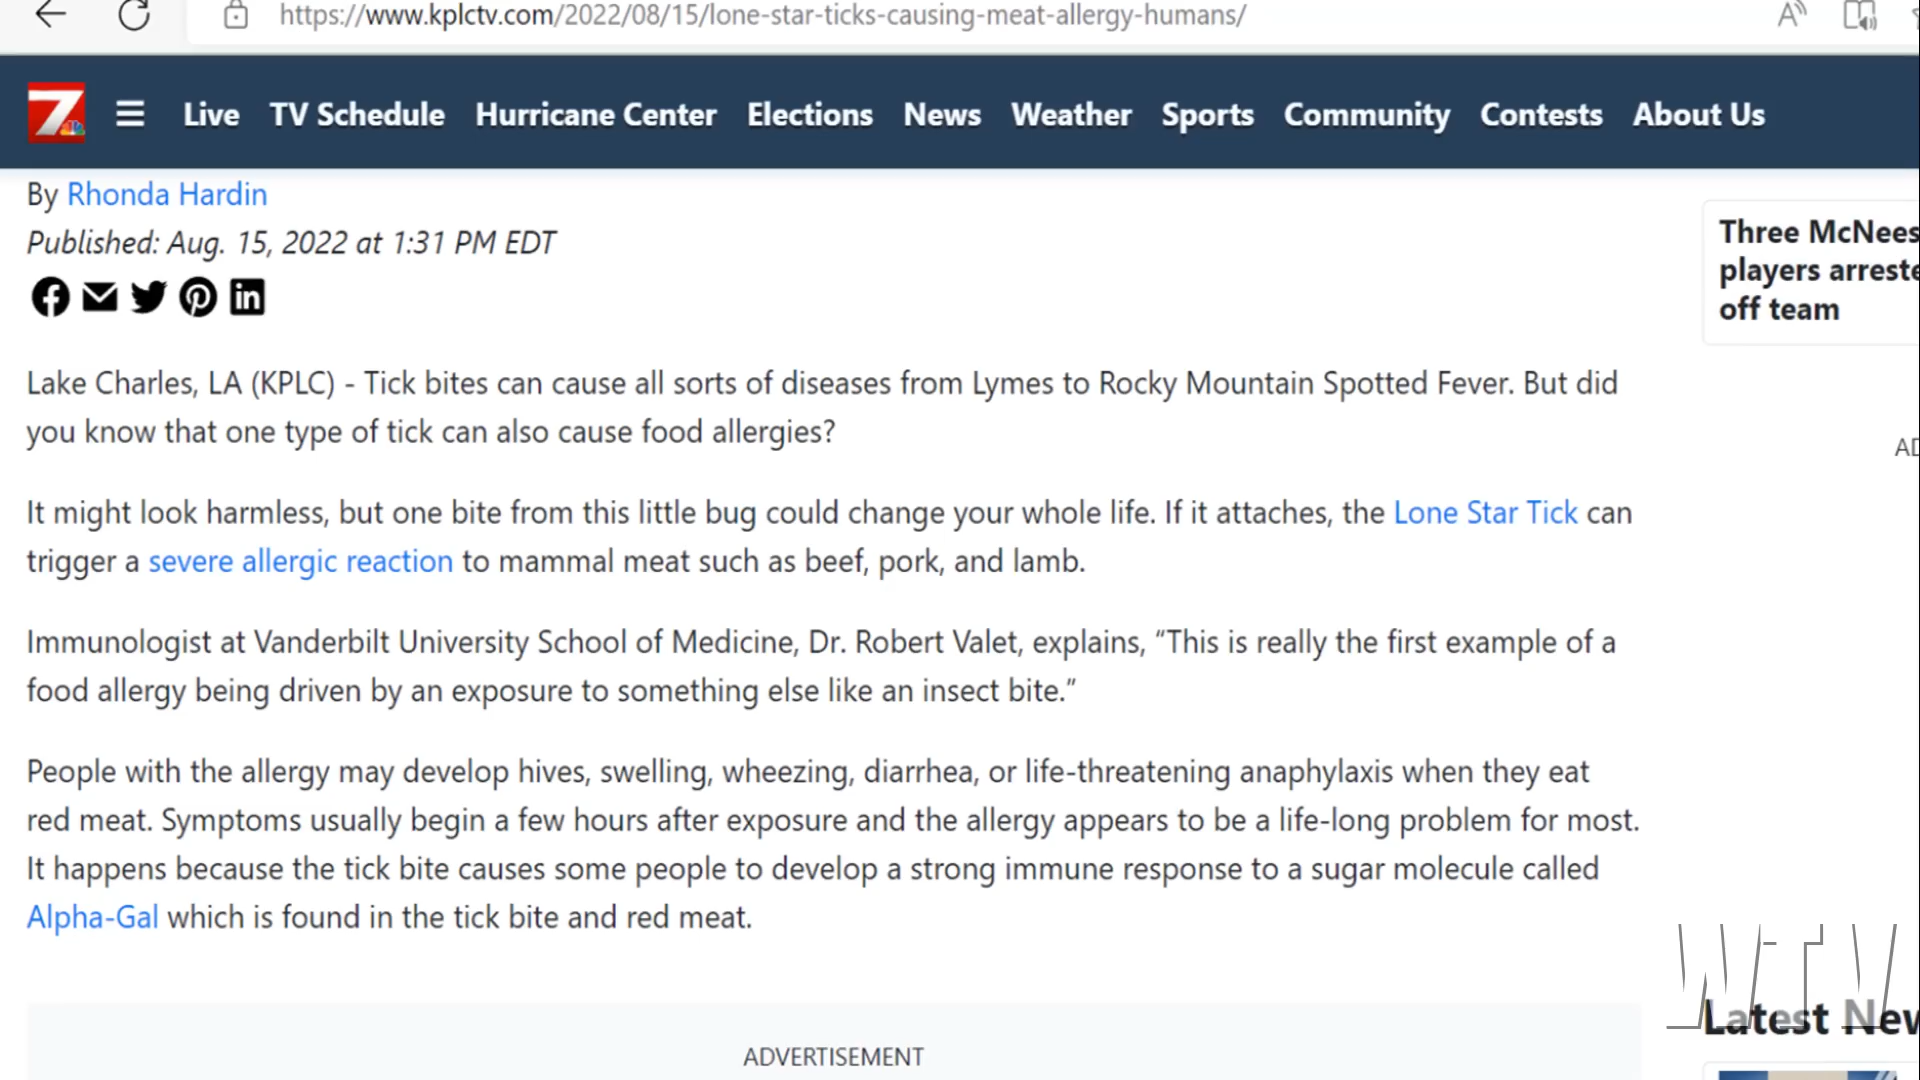 https://www.kplctv.com/2022/08/15/lone-star-ticks-causing-meat-allergy-humans/
7 Live TV Schedule Hurricane Center Elections News Weather Sports Community Contests About Us
By Rhonda Hardin
Published: Aug. 15, 2022 at 1:31 PM EDT
Lake Charles, LA (KPLC) - Tick bites can cause all sorts of diseases from Lymes to Rocky Mountain Spotted Fever. But did
you know that one type of tick can also cause food allergies?
It might look harmless, but one bite from this little bug could change your whole life. If it attaches, the Lone Star Tick can
trigger a severe allergic reaction to mammal meat such as beef, pork, and lamb.
Immunologist at Vanderbilt University School of Medicine, Dr. Robert Valet, explains, “This is really the first example of a
food allergy being driven by an exposure to something else like an insect bite.”
People with the allergy may develop hives, swelling, wheezing, diarrhea, or life-threatening anaphylaxis when they eat
red meat. Symptoms usually begin a few hours after exposure and the allergy appears to be a life-long problem for most.
It happens because the tick bite causes some people to develop a strong immune response to a sugar molecule called
Alpha-Gal which is found in the tick bite and red meat.
ADVERTISEMENT
Three McNees
players arreste
off team
AD
WTV
Latest New